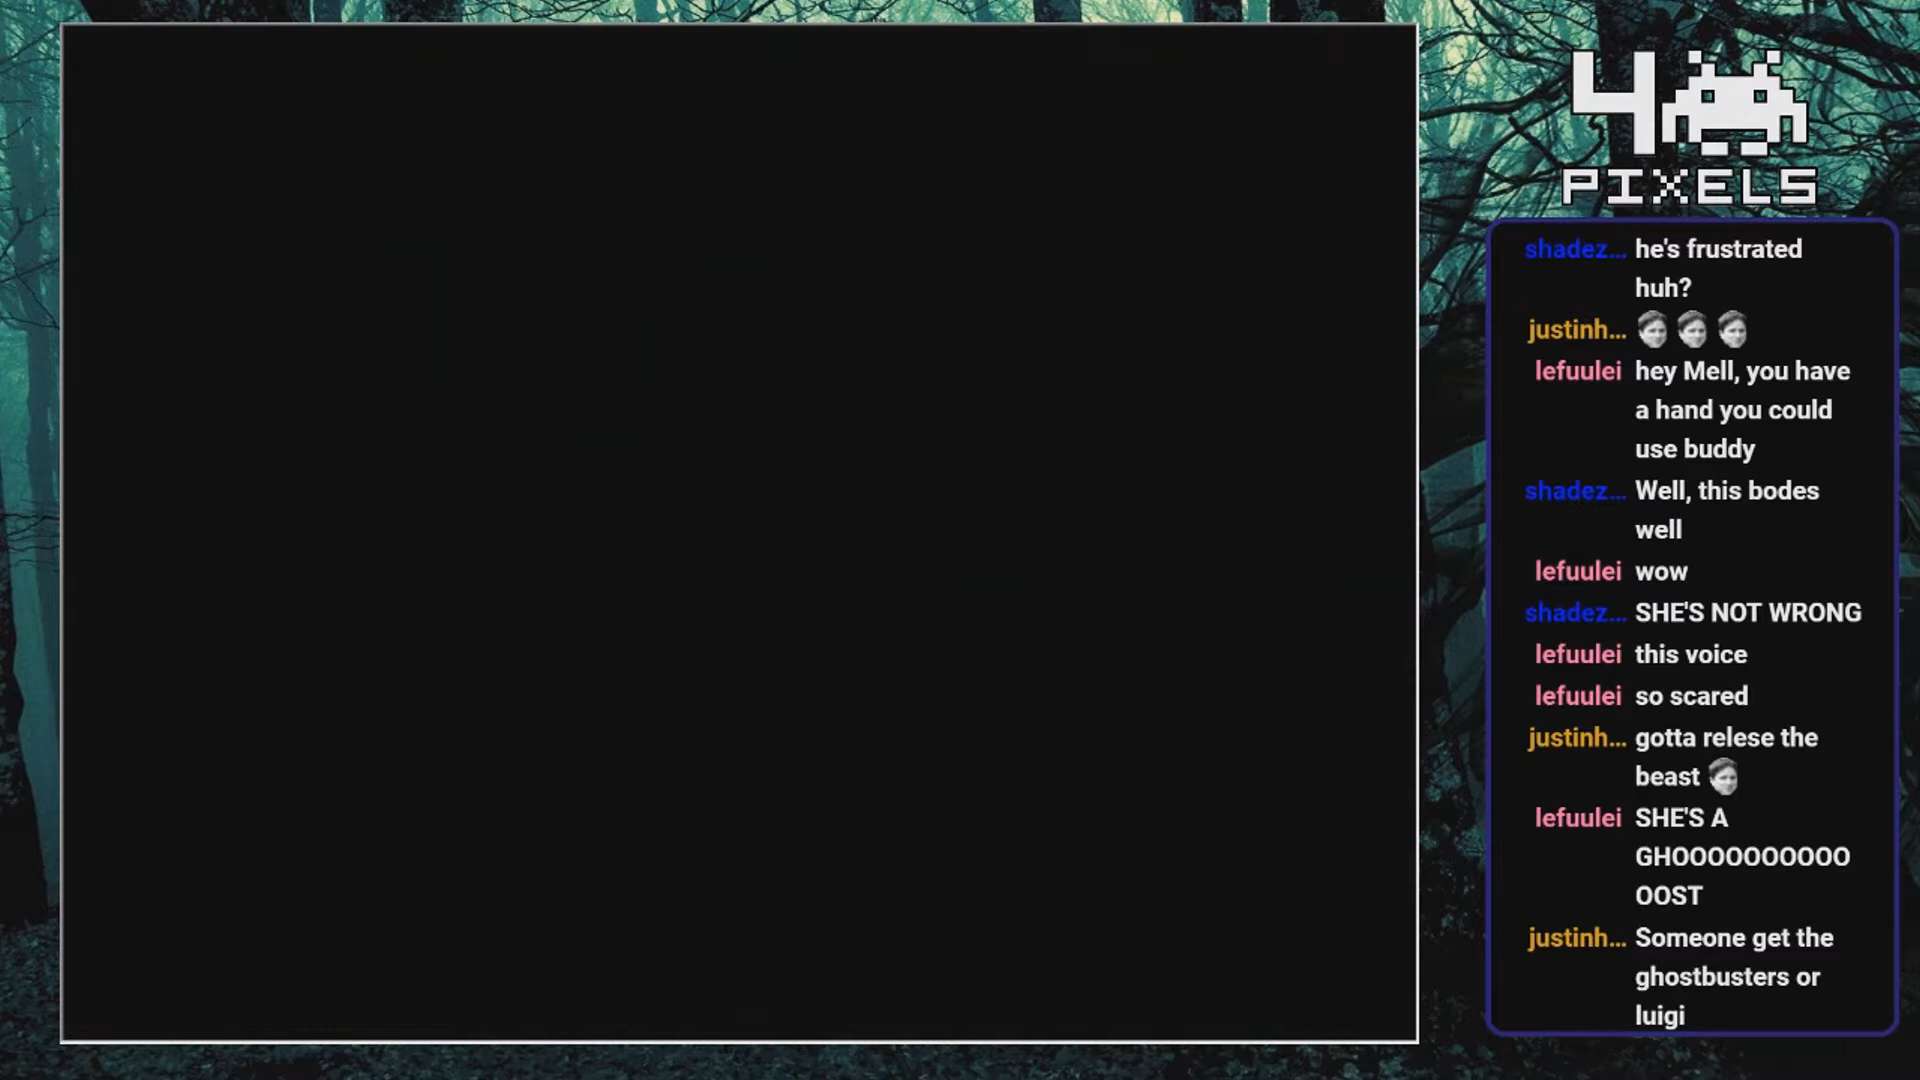 4
PIXELS
shadez... he's frustrated
huh?
justinh...
lefuulei hey Mell, you have
a hand you could
use buddy
shadez... Well, this bodes
well
lefuulei wow
shadez... SHE'S NOT WRONG
lefuulei this voice
lefuulei so scared
justinh... gotta relese the
beast
lefuulei SHE'S A
GHOOOOOOOOOO
OOST
justinh... Someone get the
ghostbusters or
luigi